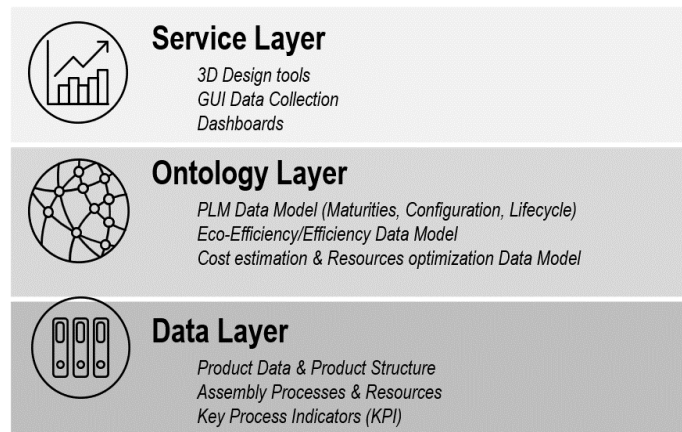 Service Layer
3D Design tools
GUI Data Collection
Dashboards
Ontology Layer
PLM Data Model (Maturities, Configuration, Lifecycle)
Eco-Efficiency/Efficiency Data Model
Cost estimation & Resources optimization Data Model
Data Layer
Product Data & Product Structure
Assembly Processes & Resources
Key Process Indicators (KPI)